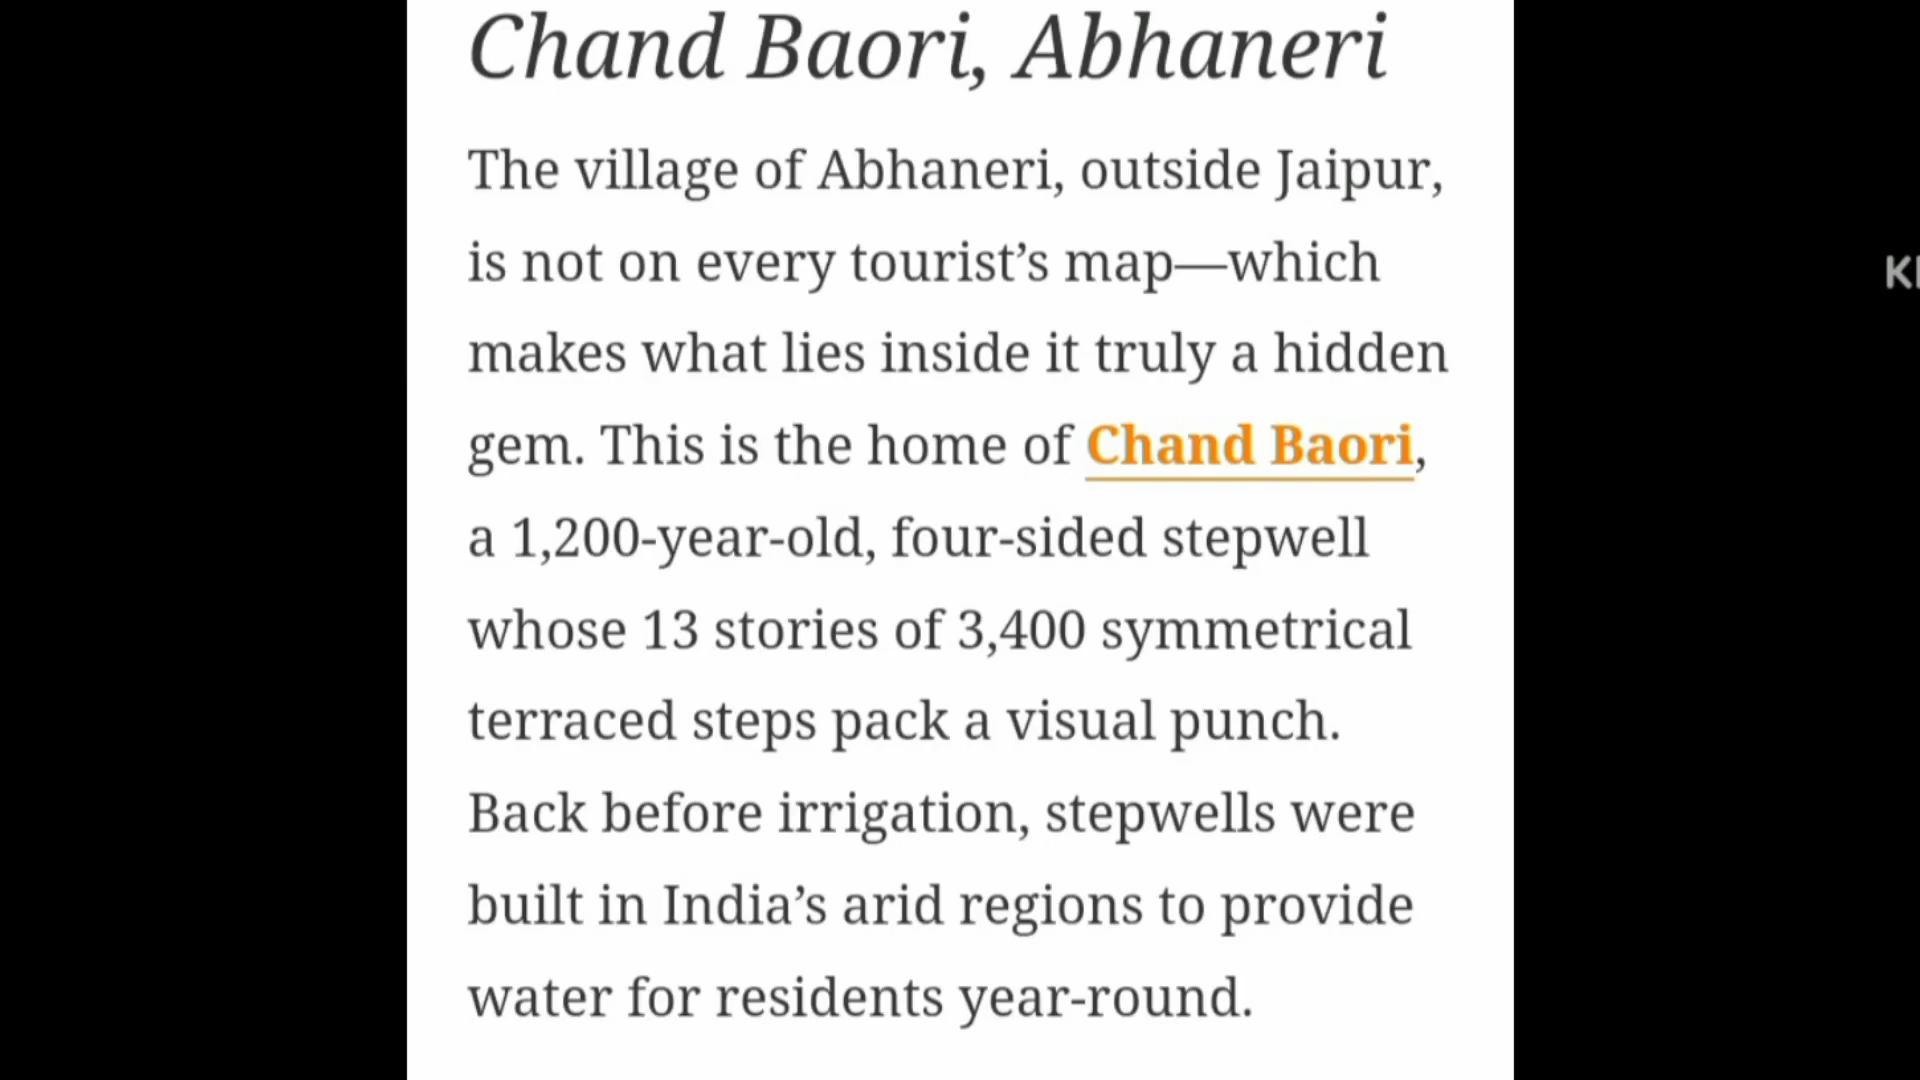 Chand Baori, Abhaneri
The village of Abhaneri, outside Jaipur,
is not on every tourist’s map—which
makes what lies inside it truly a hidden
gem. This is the home of Chand Baori,
a 1,200-year-old, four-sided stepwell
whose 13 stories of 3,400 symmetrical
terraced steps pack a visual punch.
Back before irrigation, stepwells were
built in India’s arid regions to provide
water for residents year-round.